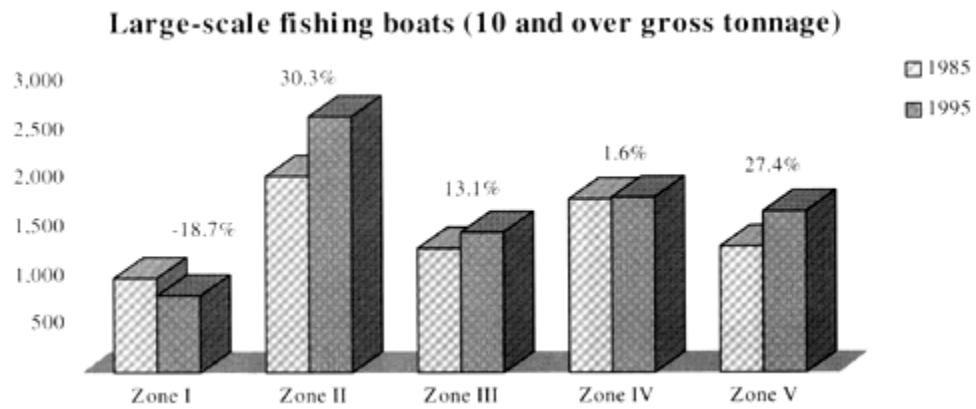 Large-scale fishing boats (10 and over gross tonnage)
1985
1995
3,000
2,500
2,000
1,500
1,000
500
-18.7%
30.3%
13.1%
1.6%
27.4%
Zone I
Zone II
Zone III
Zone IV
Zone V